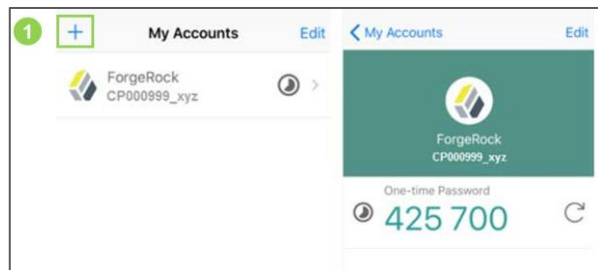 1
My Accounts
Edit
ForgeRock
CP000999_xyz
My Accounts
Edit
ForgeRock
CP000999_xyz
One-time Password
425 700